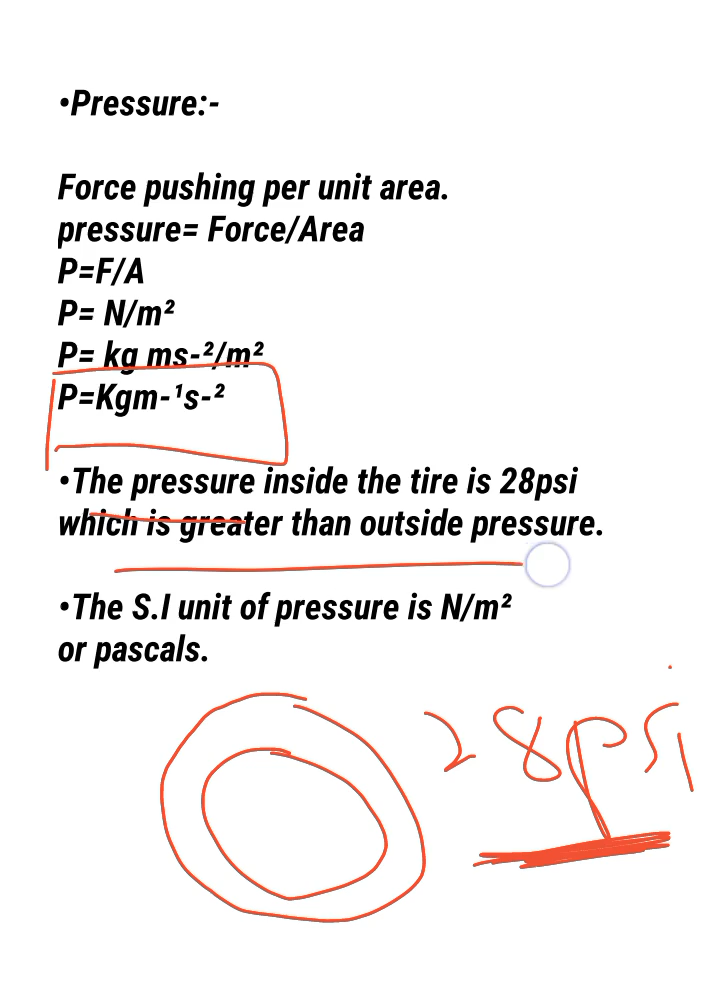 •Pressure:-
Force pushing per unit area.
pressure= Force/Area
P=F/A
P= N/m²
P= kg ms-²/m²
P=Kgm-¹s-²
•The pressure inside the tire is 28psi
which is greater than outside pressure.
•The S.I unit of pressure is N/m²
or pascals.
28psi